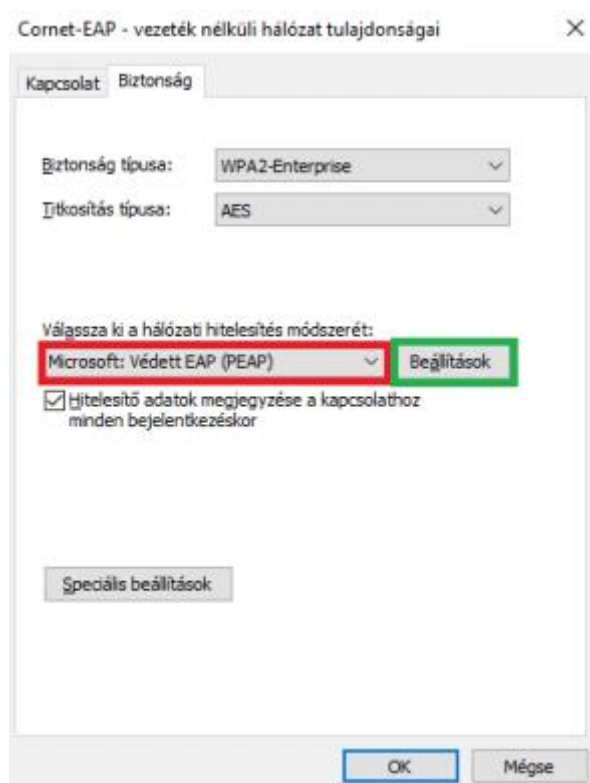 Cornet-EAP - vezeték nélküli hálózat tulajdonságai
Kapcsolat Biztonság
Biztonság típusa: WPA2-Enterprise
Titkosítás típusa: AES
Válassza ki a hálózati hitelesítés módszerét:
Microsoft: Védett EAP (PEAP) Beállítások
Hitelesítő adatok megjegyzése a kapcsolathoz
minden bejelentkezéskor
Speciális beállítások
OK Mégse